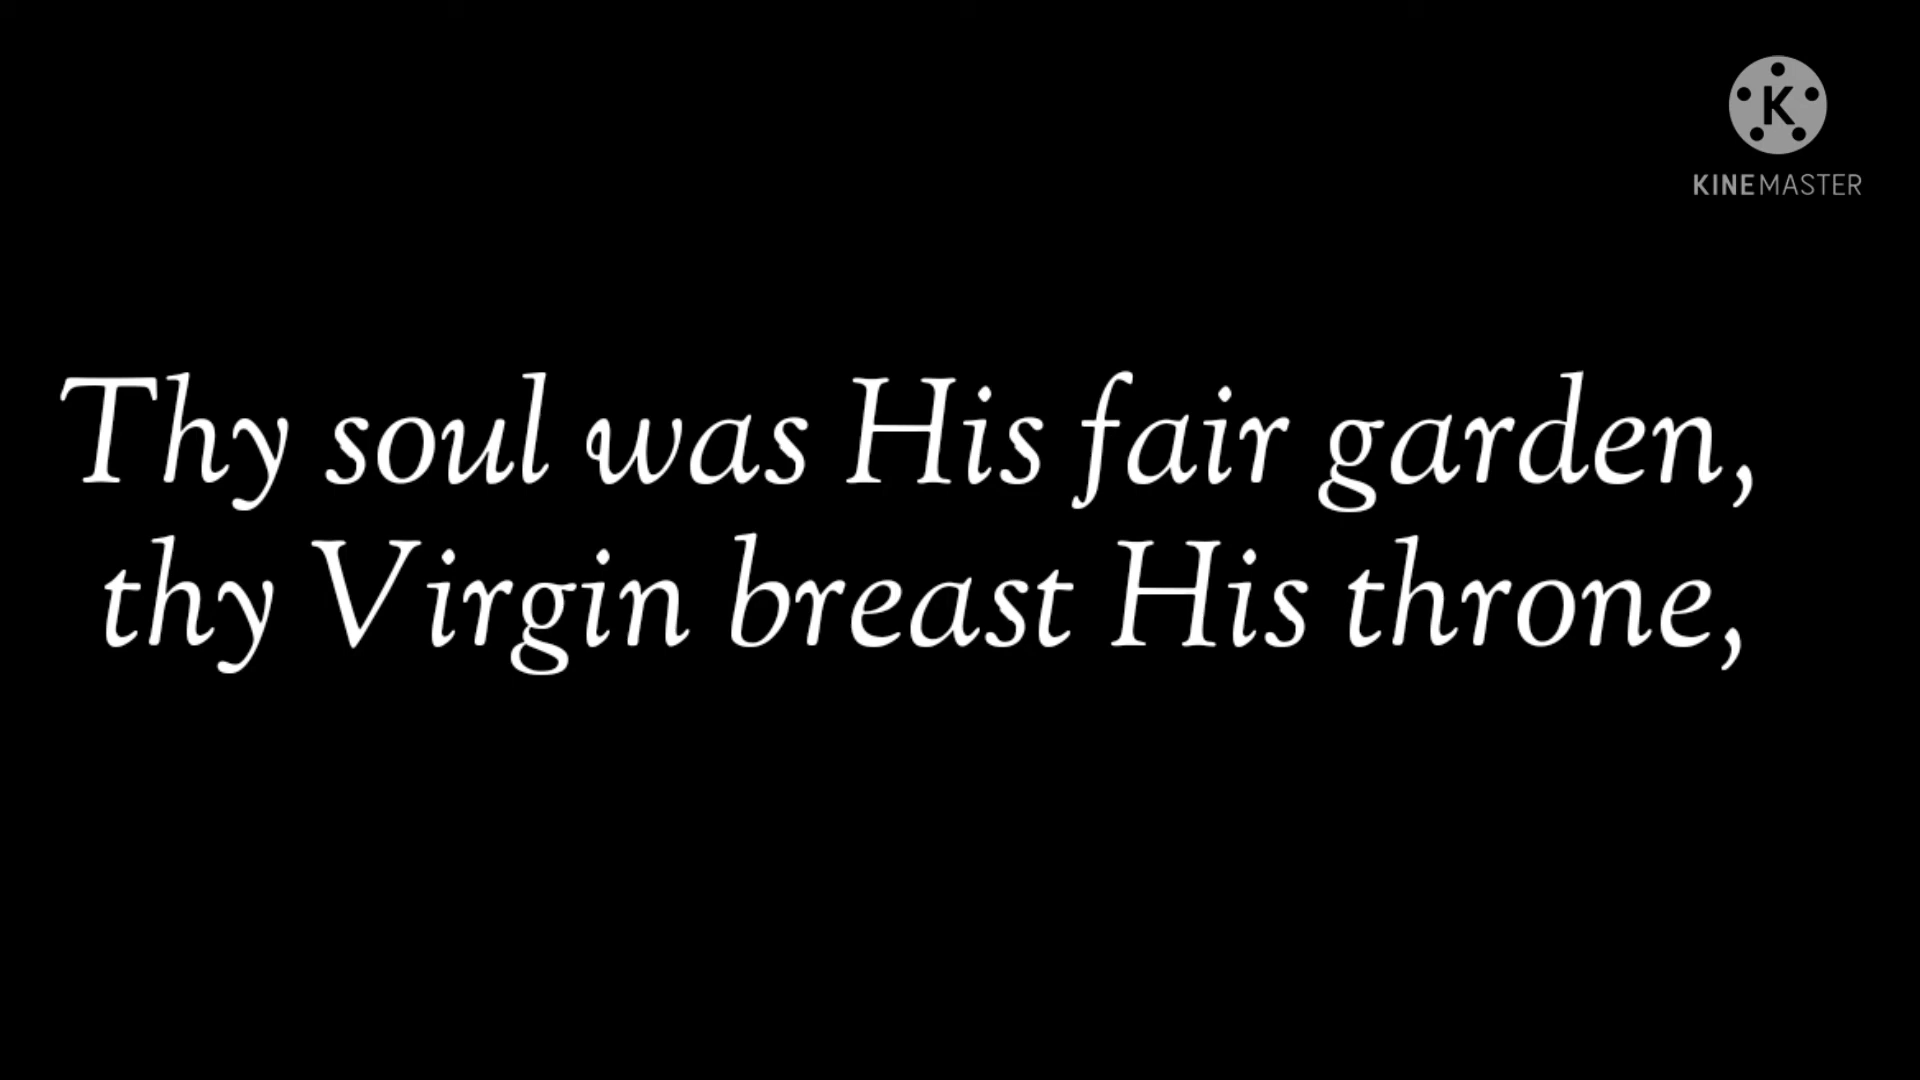 K
KINEMASTER
Thy soul was His fair garden,
thy Virgin breast His throne,